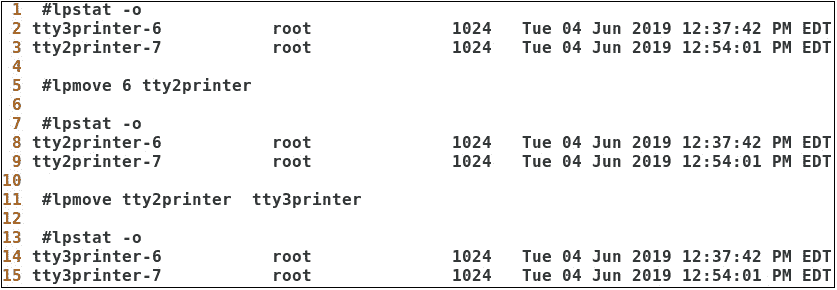 1  #lpstat -o
2 tty3printer-6           root              1024   Tue 04 Jun 2019 12:37:42 PM EDT
3 tty2printer-7           root              1024   Tue 04 Jun 2019 12:54:01 PM EDT
4
5  #lpmove 6 tty2printer
6
7  #lpstat -o
8 tty2printer-6           root              1024   Tue 04 Jun 2019 12:37:42 PM EDT
9 tty2printer-7           root              1024   Tue 04 Jun 2019 12:54:01 PM EDT
10
11  #lpmove tty2printer  tty3printer
12
13  #lpstat -o
14 tty3printer-6           root              1024   Tue 04 Jun 2019 12:37:42 PM EDT
15 tty3printer-7           root              1024   Tue 04 Jun 2019 12:54:01 PM EDT